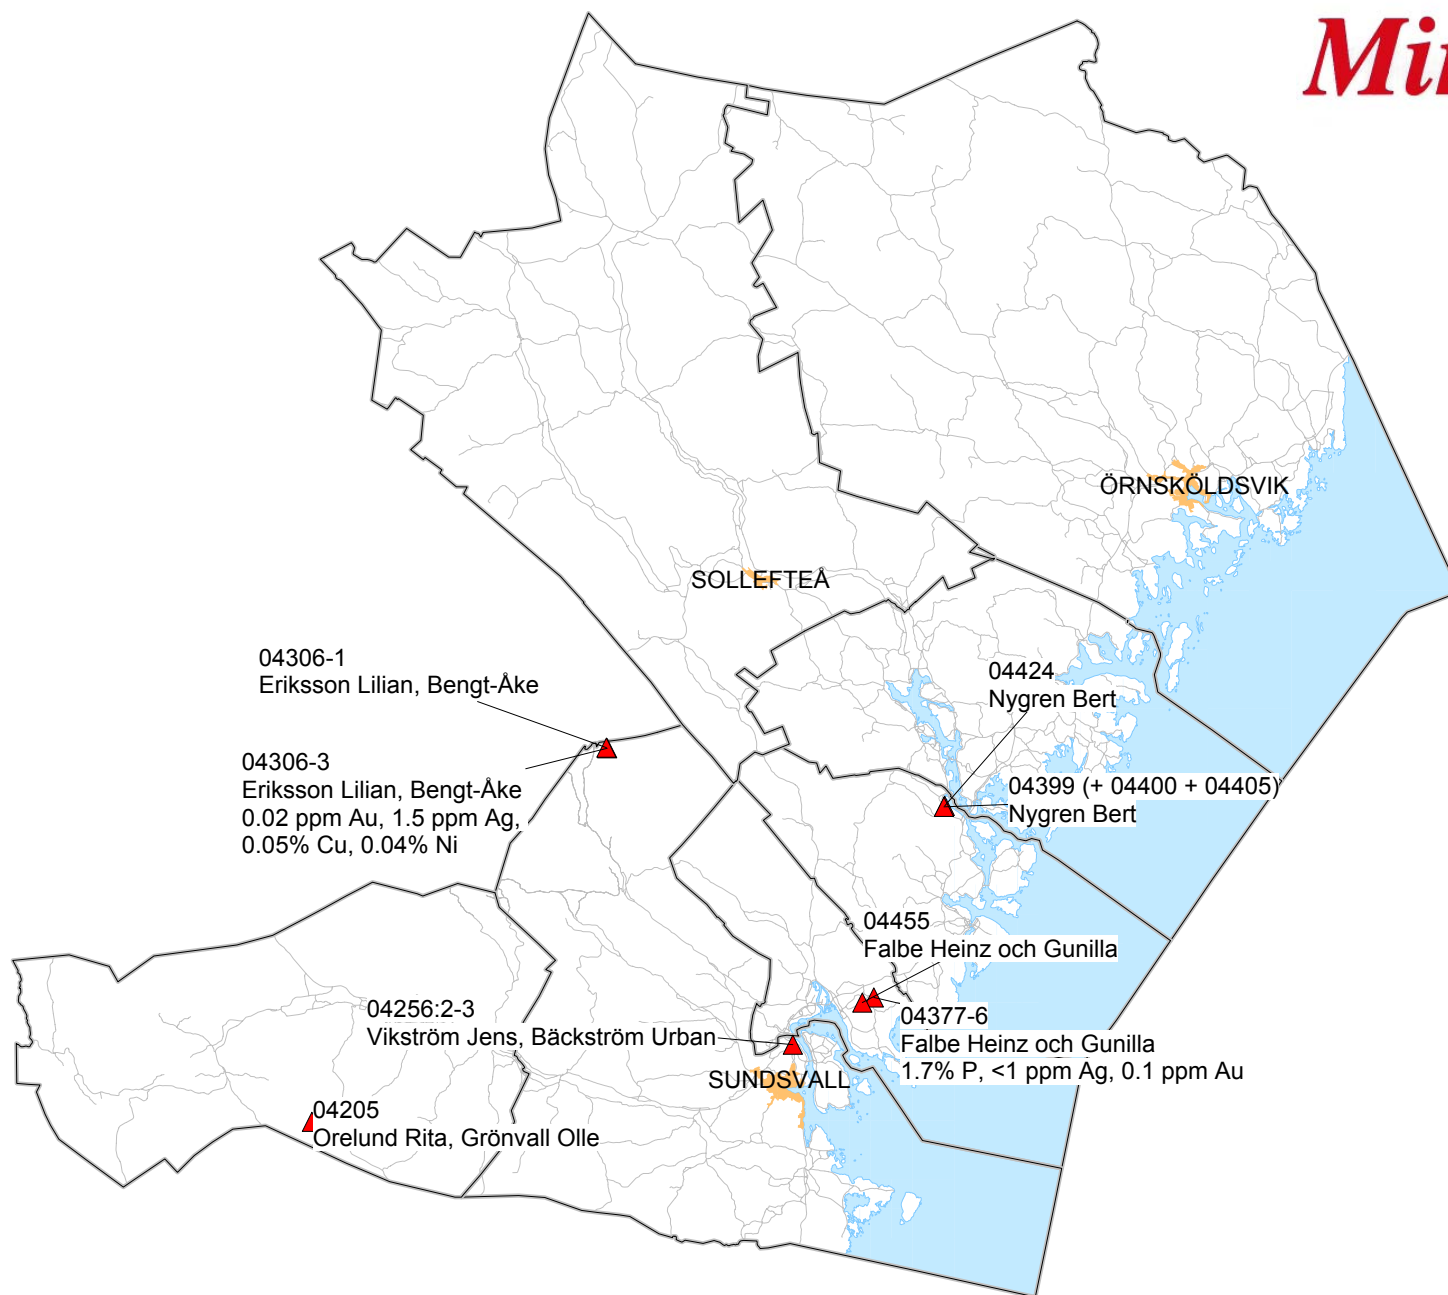 ÖRNSKÖLDSVIK
SOLLEFTEÅ
04306-1
Eriksson Lilian, Bengt-Åke
04424
Nygren Bert
04306-3
Eriksson Lilian, Bengt-Åke
0.02 ppm Au, 1.5 ppm Ag,
0.05% Cu, 0.04% Ni
04399 (+ 04400 + 04405)
Nygren Bert
04455
Falbe Heinz och Gunilla
04256:2-3
Vikström Jens, Bäckström Urban
04377-6
Falbe Heinz och Gunilla
1.7% P, <1 ppm Ag, 0.1 ppm Au
SUNDSVALL
04205
Orelund Rita, Grönvall Olle